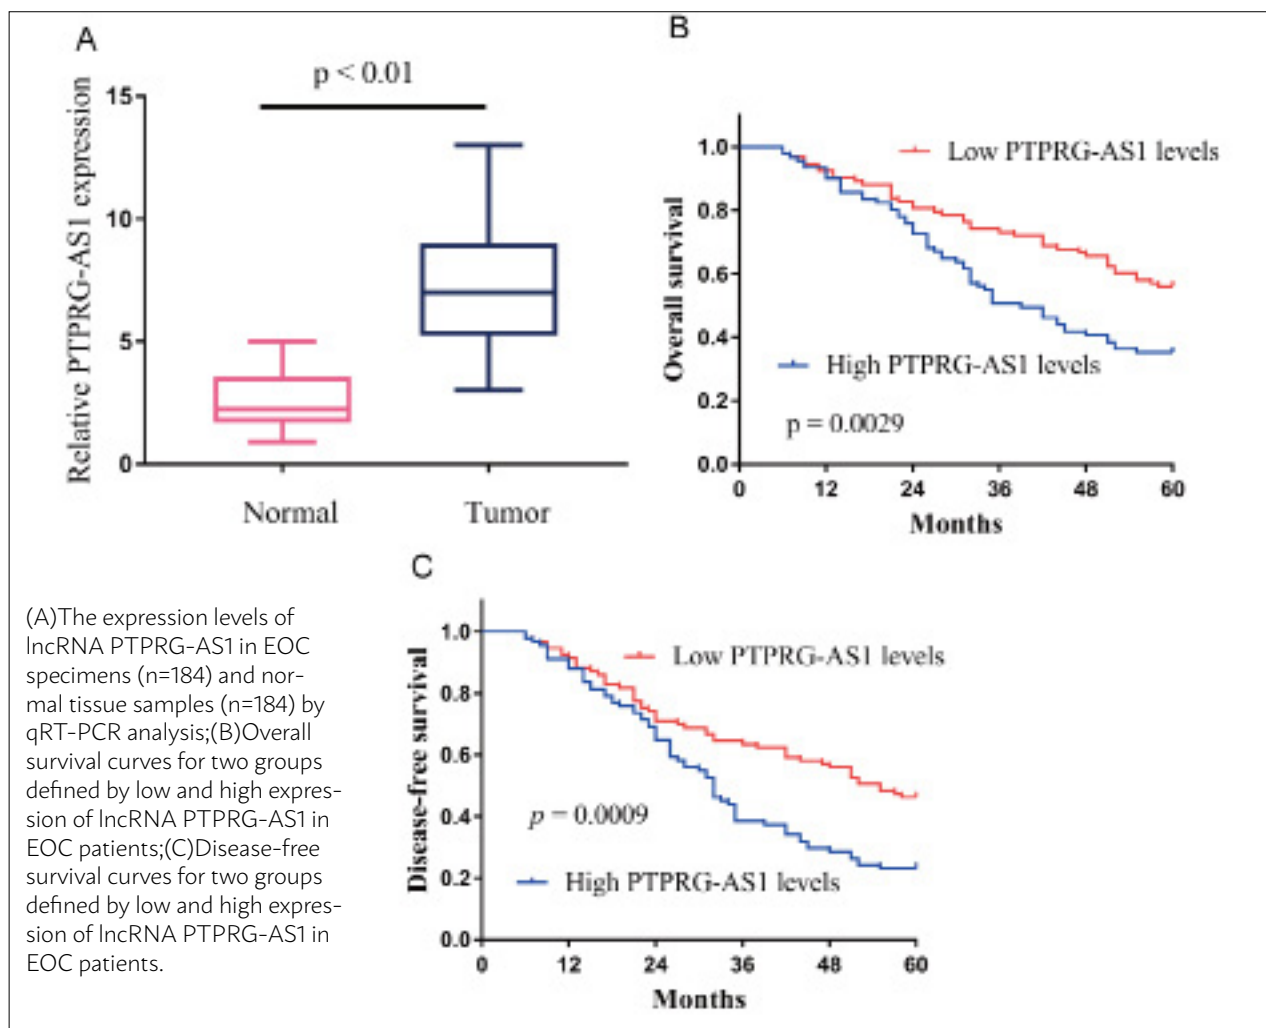 A
p < 0.01
Relative PTPRG-AS1 expression
15
10
5
0
Normal
Tumor
B
Overall survival
1.0
0.8
0.6
0.4
0.2
0.0
Low PTPRG-AS1 levels
High PTPRG-AS1 levels
p = 0.0029
0 12 24 36 48 60
Months
C
Disease-free survival
1.0
0.8
0.6
0.4
0.2
0.0
Low PTPRG-AS1 levels
p = 0.0009
High PTPRG-AS1 levels
0 12 24 36 48 60
Months
(A)The expression levels of
lncRNA PTPRG-AS1 in EOC
specimens (n=184) and nor-
mal tissue samples (n=184) by
qRT-PCR analysis;(B)Overall
survival curves for two groups
defined by low and high expres-
sion of lncRNA PTPRG-AS1 in
EOC patients;(C)Disease-free
survival curves for two groups
defined by low and high expres-
sion of lncRNA PTPRG-AS1 in
EOC patients.